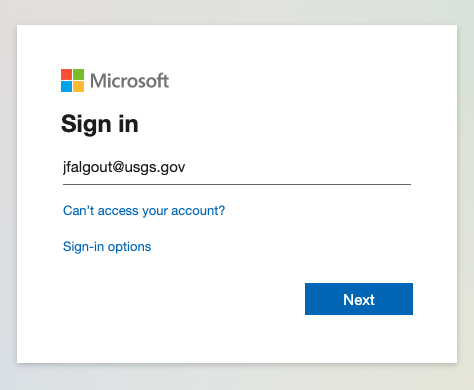 Microsoft
Sign in
jfalgout@usgs.gov
Can't access your account?
Sign-in options
Next